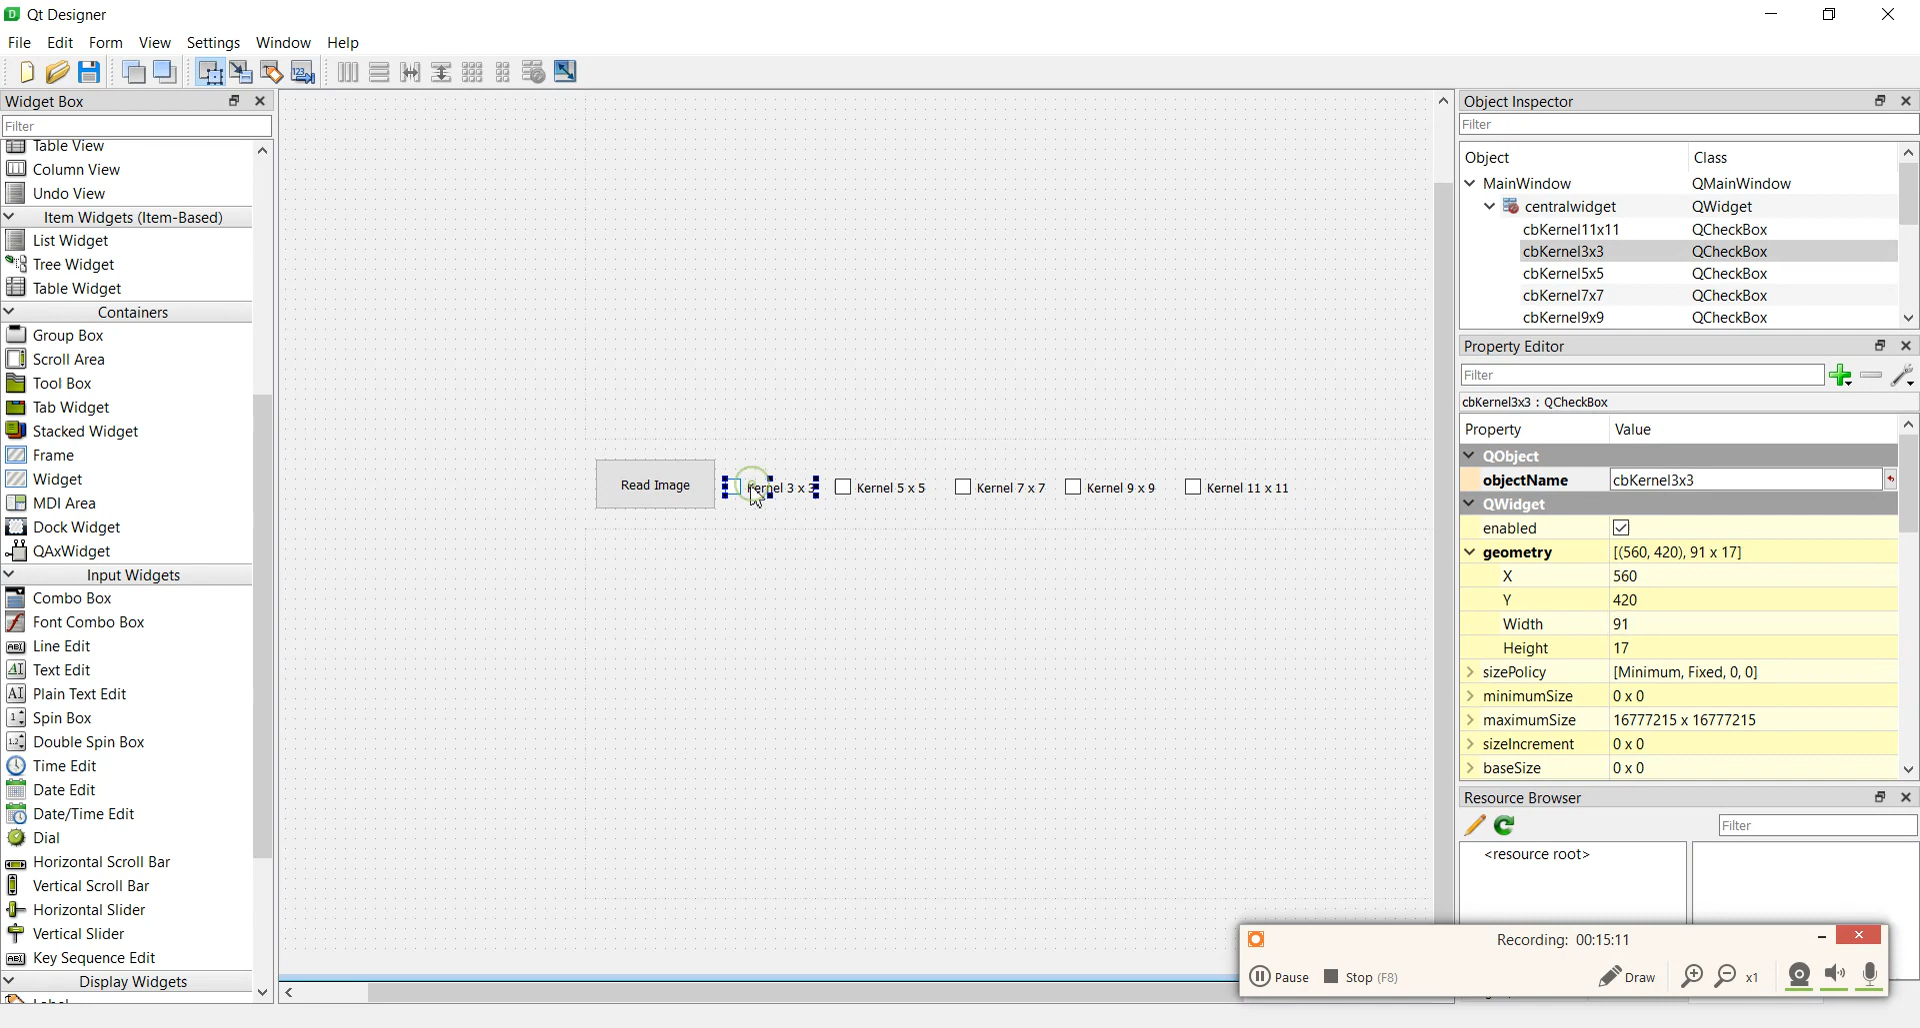 Qt Designer
File Edit Form View Settings Window Help
Widget Box
Filter
Table View
Column View
Undo View
Item Widgets (Item-Based)
List Widget
Tree Widget
Table Widget
Containers
Group Box
Scroll Area
Tool Box
Tab Widget
Stacked Widget
Frame
Widget
MDI Area
Dock Widget
QAxWidget
Input Widgets
Combo Box
Font Combo Box
Line Edit
Text Edit
Plain Text Edit
Spin Box
Double Spin Box
Time Edit
Date Edit
Date/Time Edit
Dial
Horizontal Scroll Bar
Vertical Scroll Bar
Horizontal Slider
Vertical Slider
Key Sequence Edit
Display Widgets
Read Image Kernel 3 x 3 Kernel 5 x 5 Kernel 7 x 7 Kernel 9 x 9 Kernel 11 x 11
Object Inspector
Filter
Object Class
MainWindow QMainWindow
centralwidget QWidget
cbKernel11x11 QCheckBox
cbKernel3x3 QCheckBox
cbKernel5x5 QCheckBox
cbKernel7x7 QCheckBox
cbKernel9x9 QCheckBox
Property Editor
Filter
cbKernel3x3 : QCheckBox
Property Value
QObject
objectName cbKernel3x3
QWidget
enabled
geometry [(560, 420), 91 x 17]
X 560
Y 420
Width 91
Height 17
sizePolicy [Minimum, Fixed, 0, 0]
minimumSize 0 x 0
maximumSize 16777215 x 16777215
sizeIncrement 0 x 0
baseSize 0 x 0
Resource Browser
Filter
<resource root>
Recording: 00:15:11
Pause Stop (F8) Draw x1